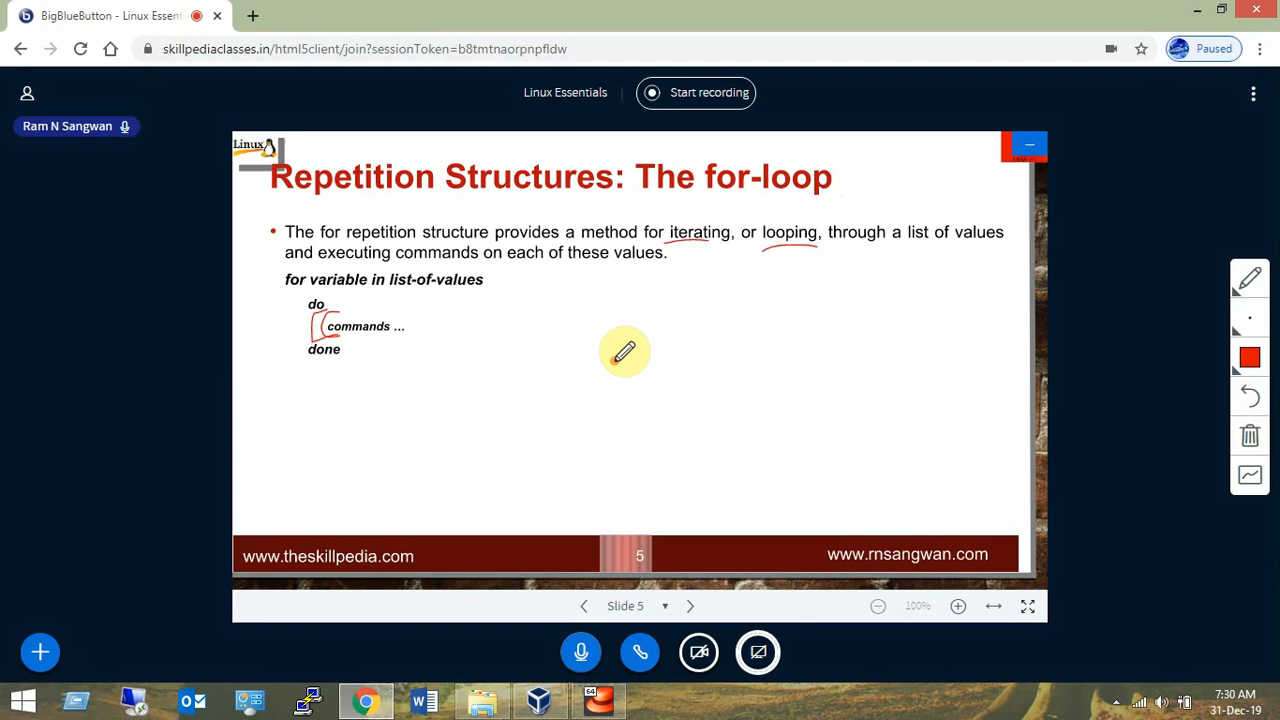 BigBlueButton - Linux Essent
skillpediaclasses.in/html5client/join?sessionToken=b8tmtnaorpnpfldw
Paused
Linux Essentials
Start recording
Ram N Sangwan
Linux
Repetition Structures: The for-loop
• The for repetition structure provides a method for iterating, or looping, through a list of values
and executing commands on each of these values.
for variable in list-of-values
do
commands ...
done
www.theskillpedia.com
5
www.rnsangwan.com
Slide 5
100%
64
7:30 AM
31-Dec-19